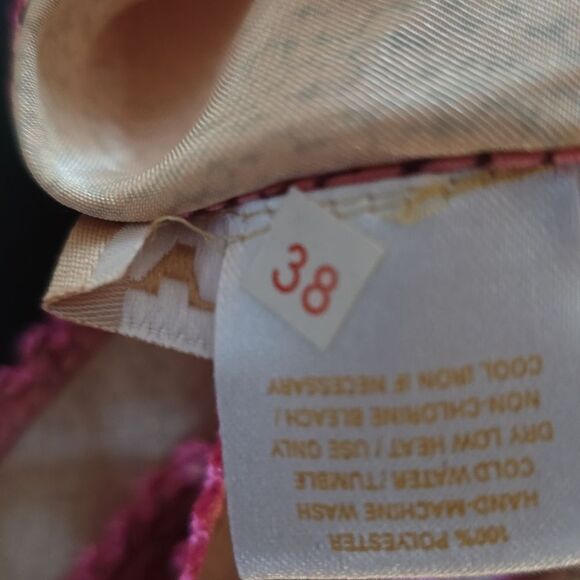 38
100% POLYESTER
HAND-MACHINE WASH
COLD WATER / TUMBLE
DRY LOW HEAT / USE ONLY
NON-CHLORINE BLEACH /
COOL IRON IF NECESSARY